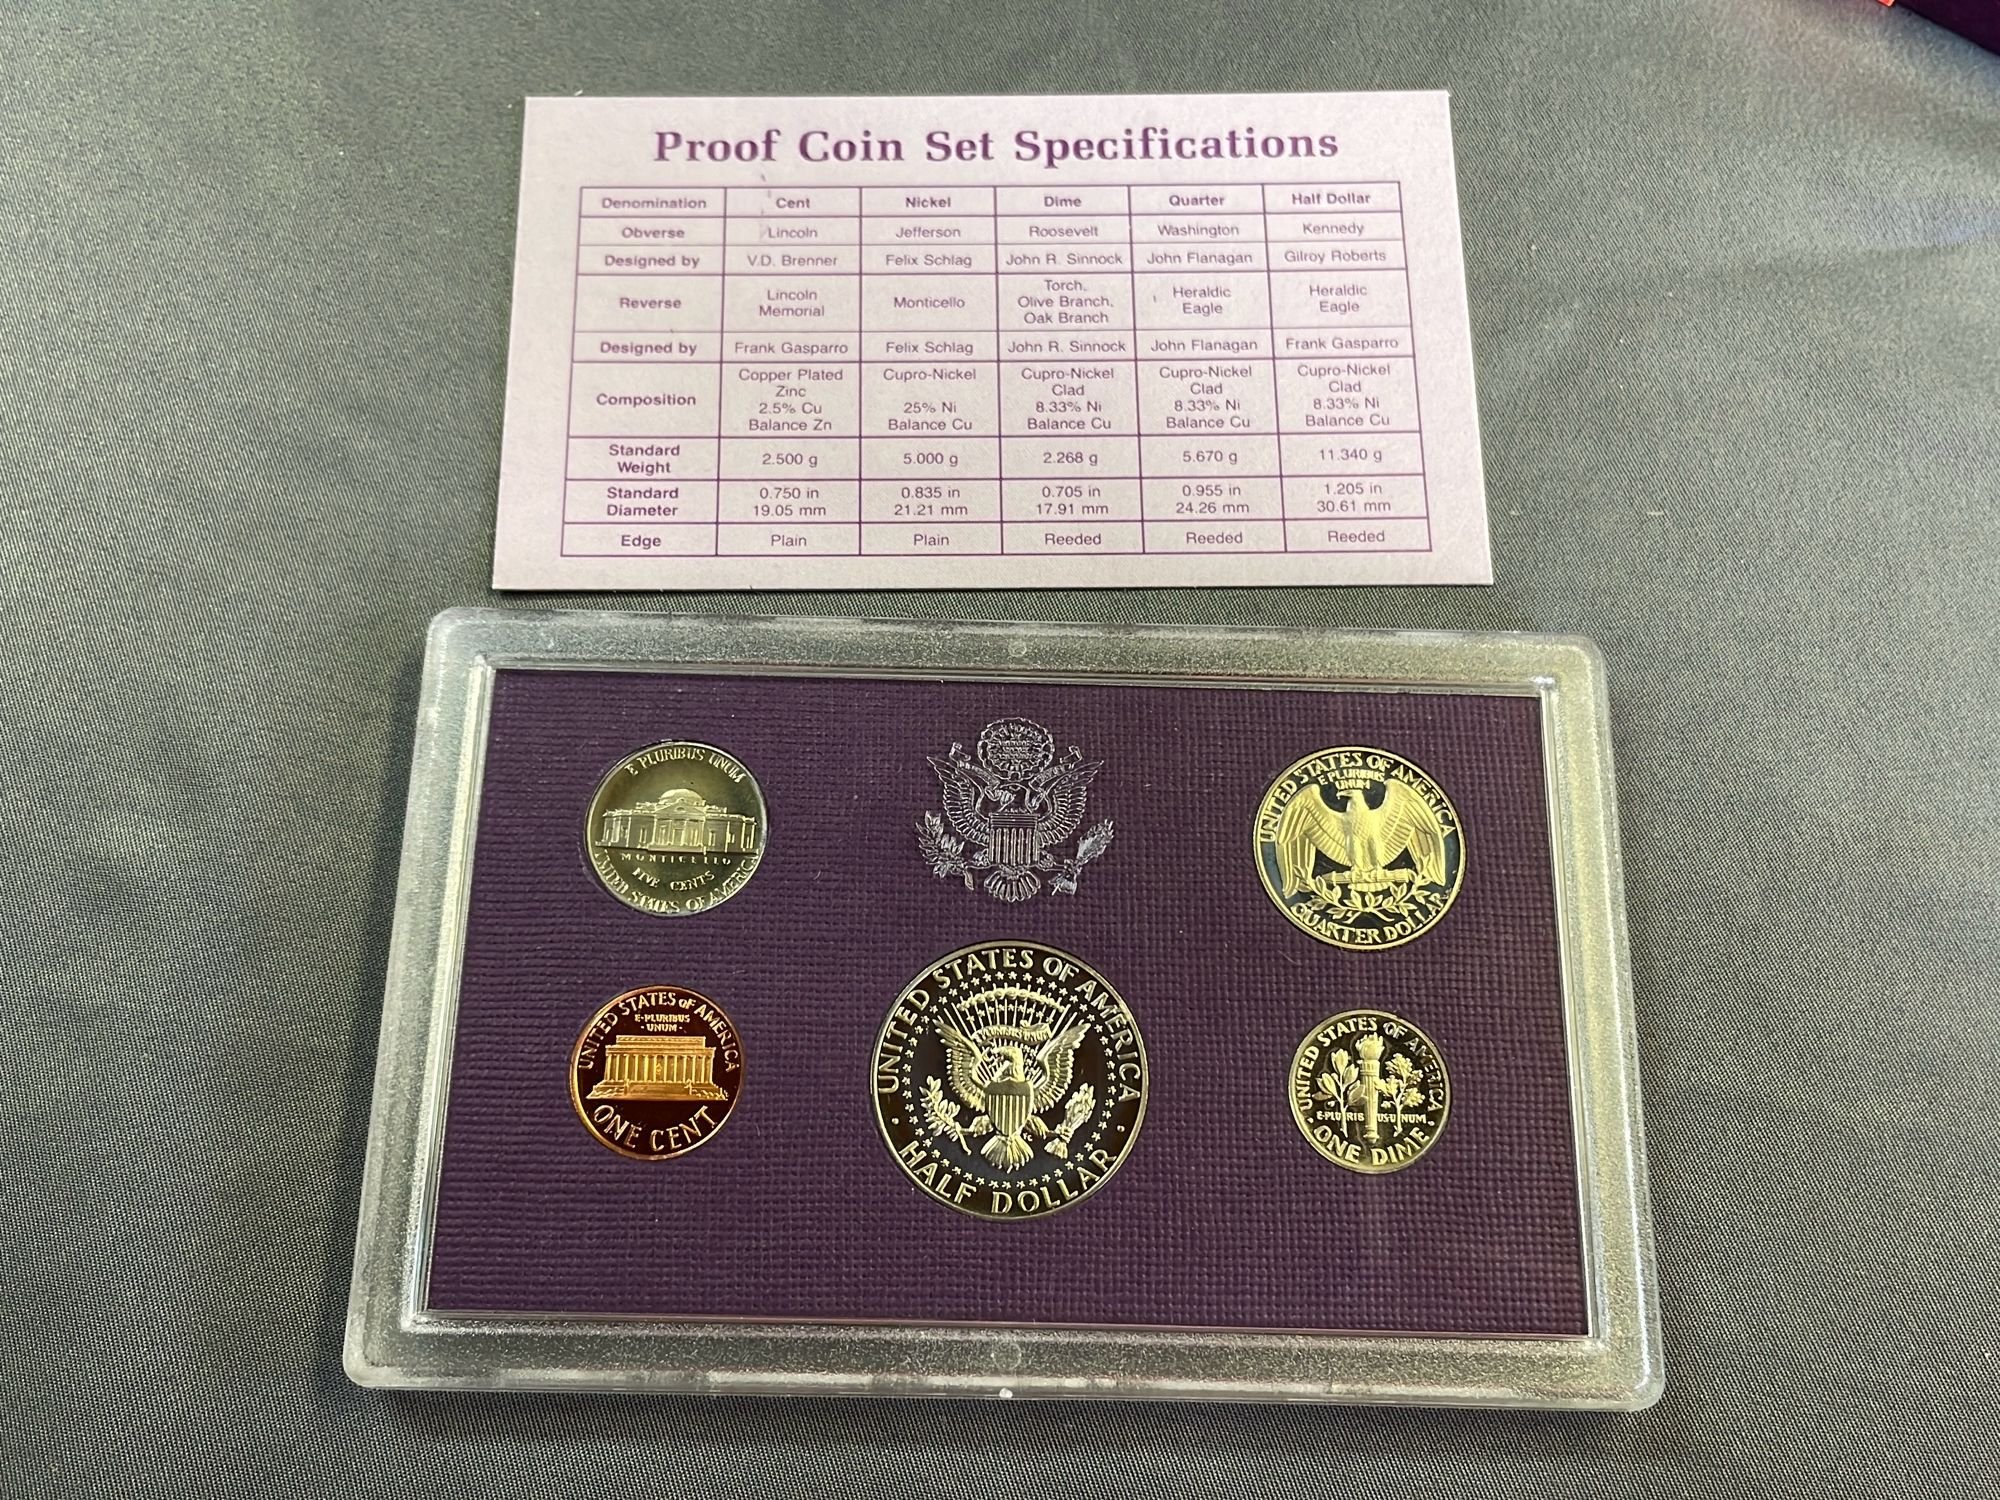 Proof Coin Set Specifications
Denomination Cent Nickel Dime Quarter Half Dollar
Obverse Lincoln Jefferson Roosevelt Washington Kennedy
Designed by V.D. Brenner Felix Schlag John R. Sinnock John Flanagan Gilroy Roberts
Reverse Lincoln Memorial Monticello Torch, Olive Branch, Oak Branch Heraldic Eagle Heraldic Eagle
Designed by Frank Gasparro Felix Schlag John R. Sinnock John Flanagan Frank Gasparro
Composition Copper Plated Zinc 2.5% Cu Balance Zn Cupro-Nickel 25% Ni Balance Cu Cupro-Nickel Clad 8.33% Ni Balance Cu Cupro-Nickel Clad 8.33% Ni Balance Cu Cupro-Nickel Clad 8.33% Ni Balance Cu
Standard Weight 2.500 g 5.000 g 2.268 g 5.670 g 11.340 g
Standard Diameter 0.750 in 19.05 mm 0.835 in 21.21 mm 0.705 in 17.91 mm 0.955 in 24.26 mm 1.205 in 30.61 mm
Edge Plain Plain Reeded Reeded Reeded
E PLURIBUS UNUM
MONTICELLO
FIVE CENTS
UNITED STATES OF AMERICA
UNITED STATES OF AMERICA
E PLURIBUS
UNUM
QUARTER DOLLAR
UNITED STATES OF AMERICA
E·PLURIBUS
·UNUM·
ONE CENT
UNITED STATES OF AMERICA
E PLURIBUS UNUM
FG
· HALF DOLLAR ·
·UNITED STATES OF AMERICA·
E·PLURIBUS·UNUM
·ONE DIME·